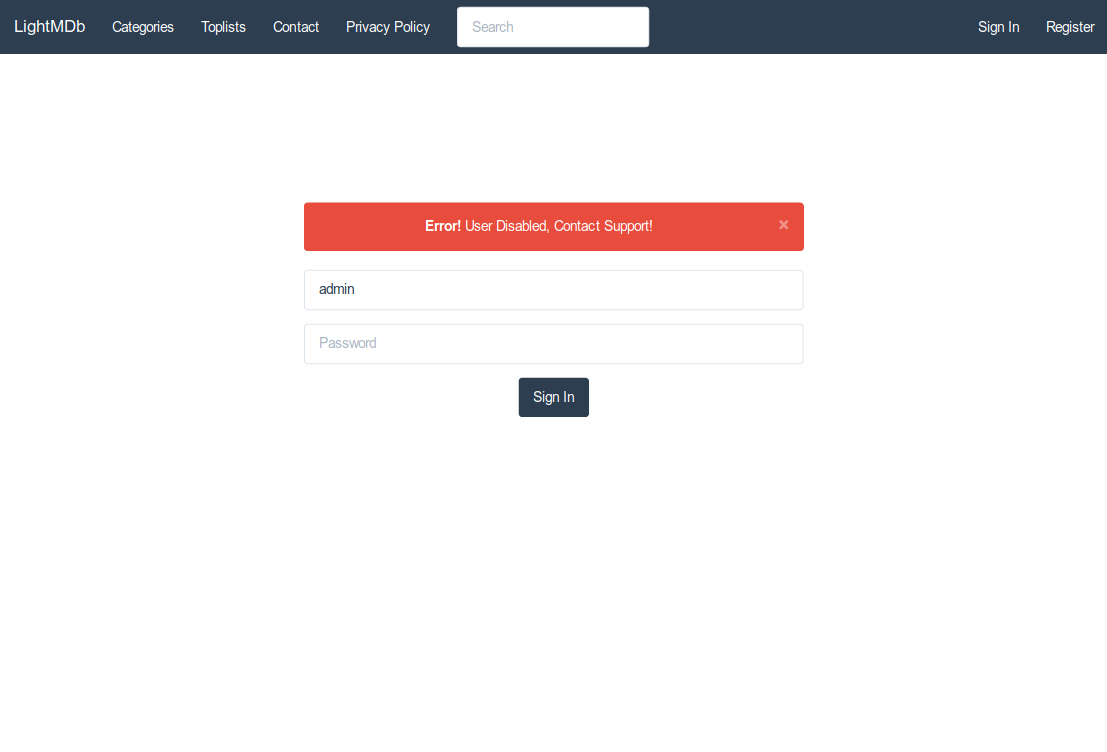 LightMDb Categories Toplists Contact Privacy Policy Search Sign In Register
Error! User Disabled, Contact Support! ×
admin
Password
Sign In